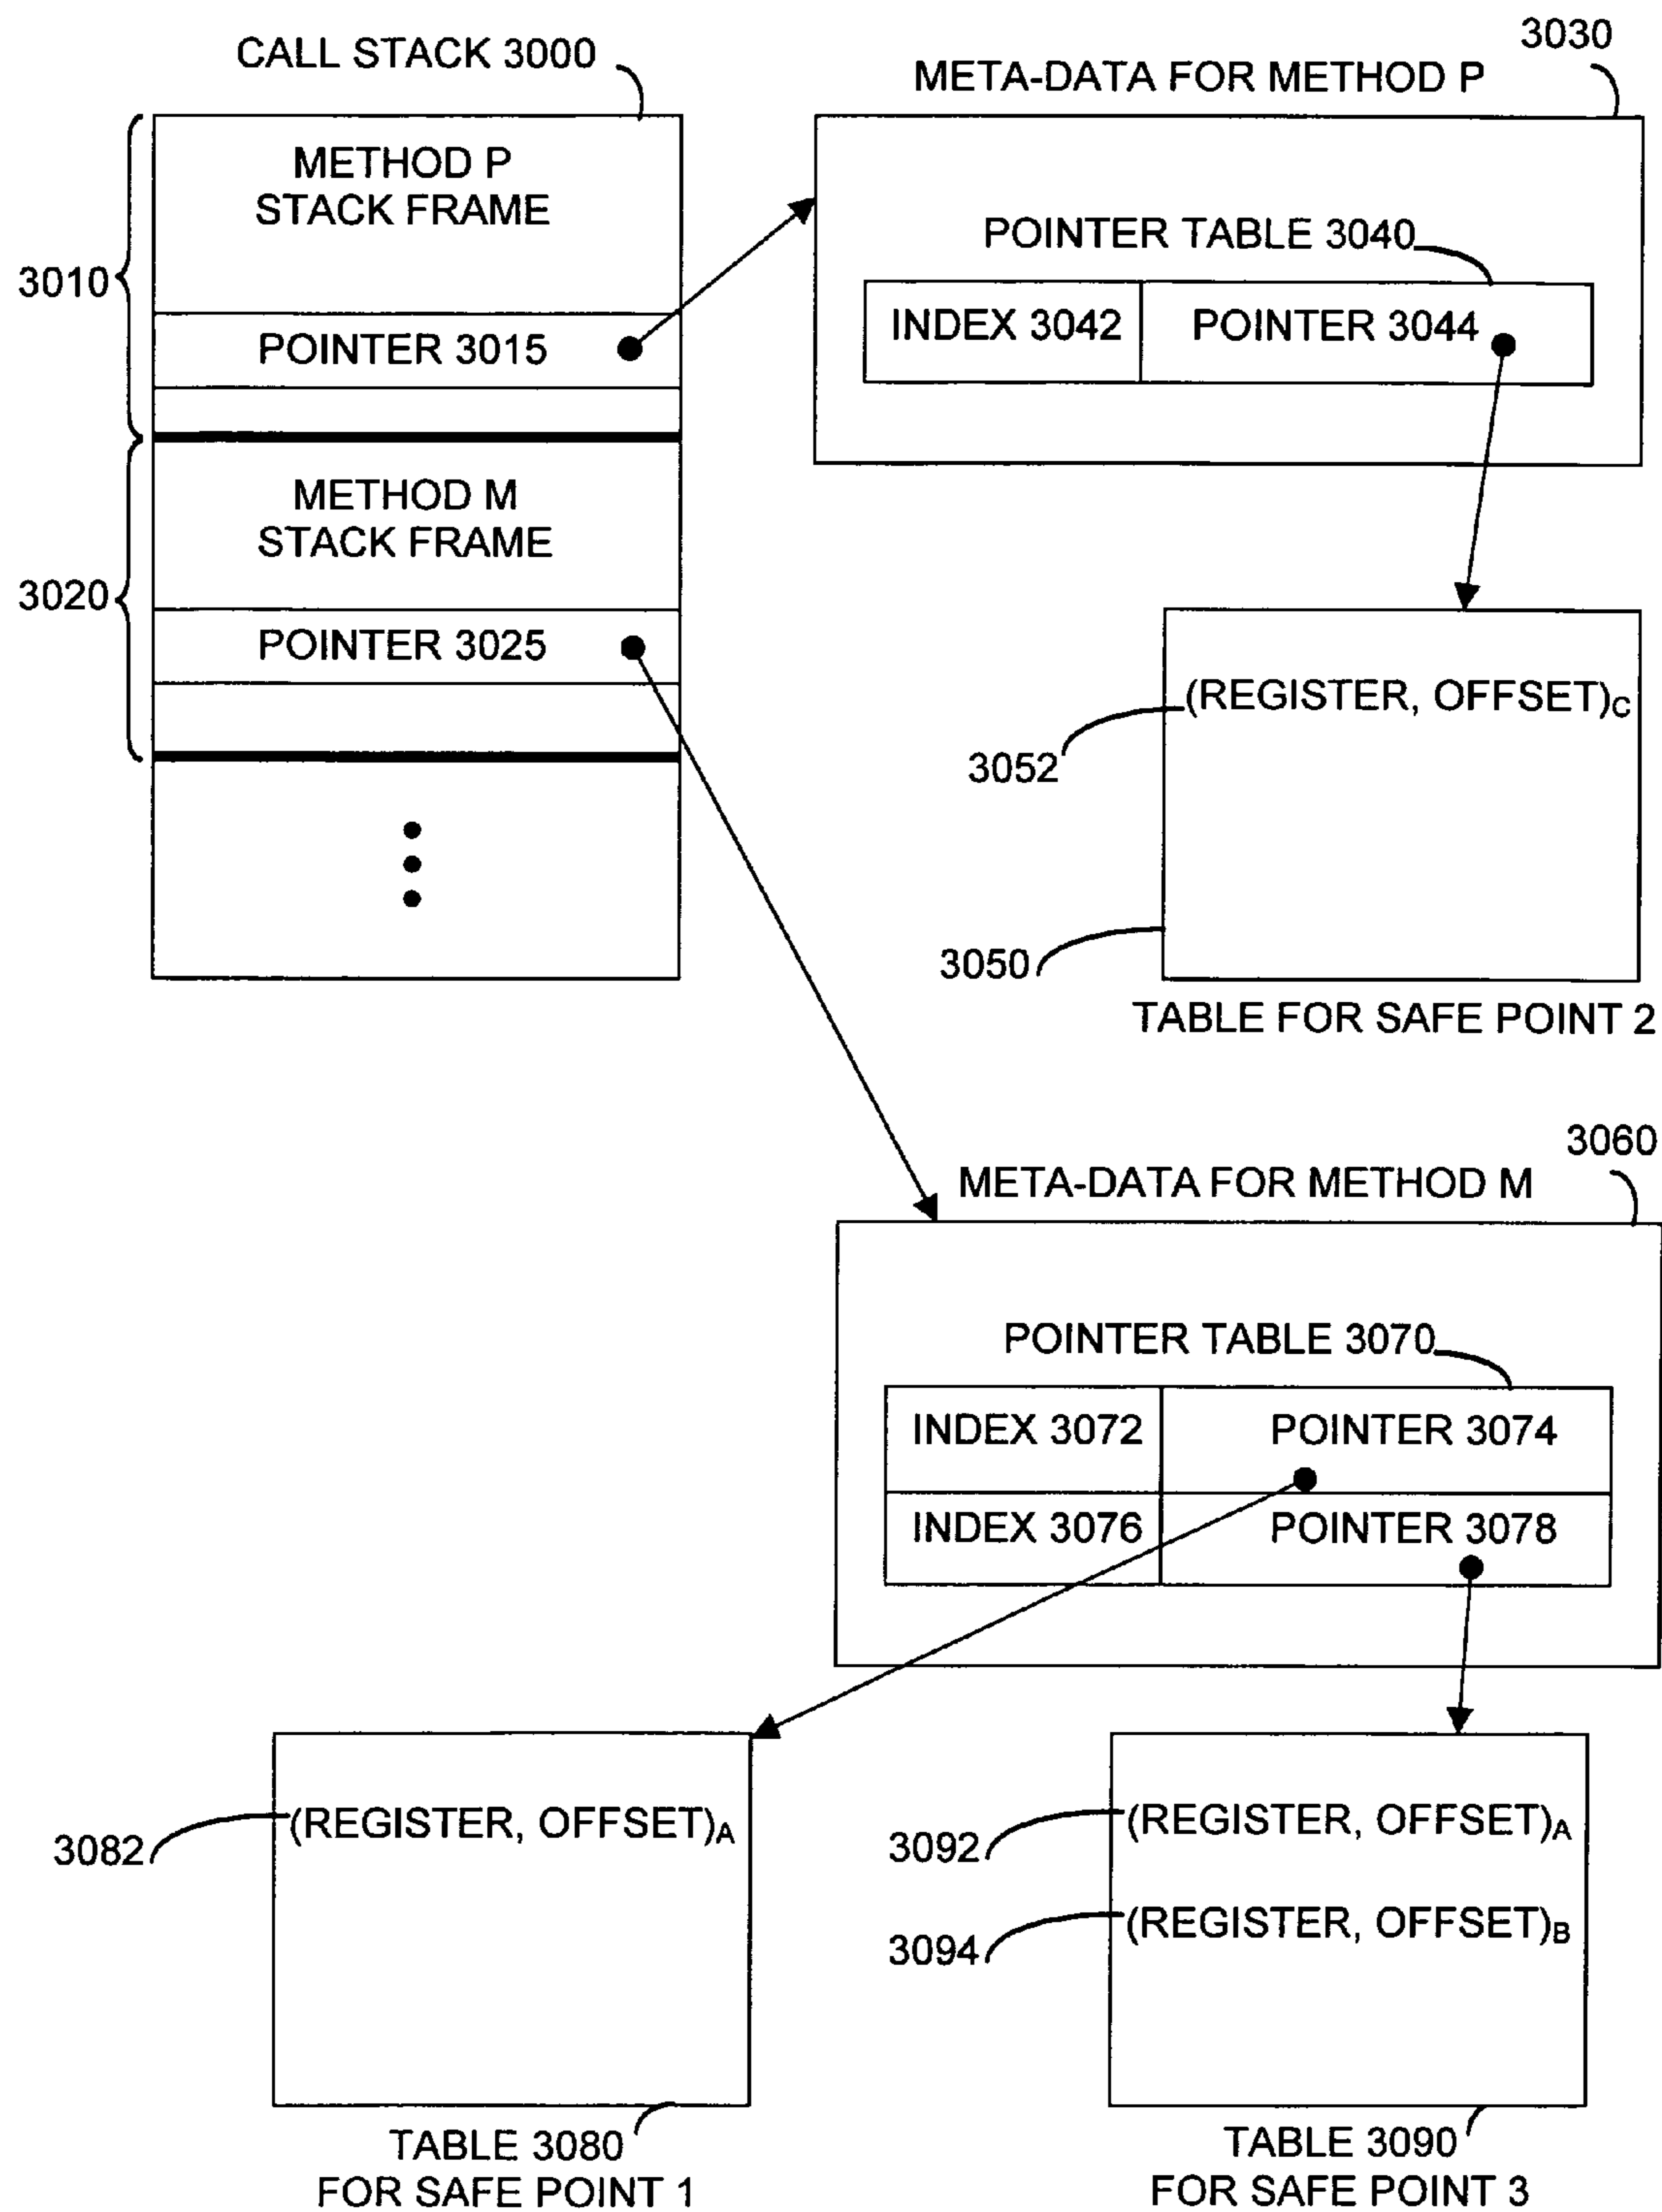 CALL STACK 3000
METHOD P
STACK FRAME
3010
POINTER 3015
METHOD M
STACK FRAME
3020
POINTER 3025
3030
META-DATA FOR METHOD P
POINTER TABLE 3040
INDEX 3042
POINTER 3044
(REGISTER, OFFSET)C
3052
3050
TABLE FOR SAFE POINT 2
3060
META-DATA FOR METHOD M
POINTER TABLE 3070
INDEX 3072
POINTER 3074
INDEX 3076
POINTER 3078
(REGISTER, OFFSET)A
3082
TABLE 3080
FOR SAFE POINT 1
(REGISTER, OFFSET)A
3092
(REGISTER, OFFSET)B
3094
TABLE 3090
FOR SAFE POINT 3